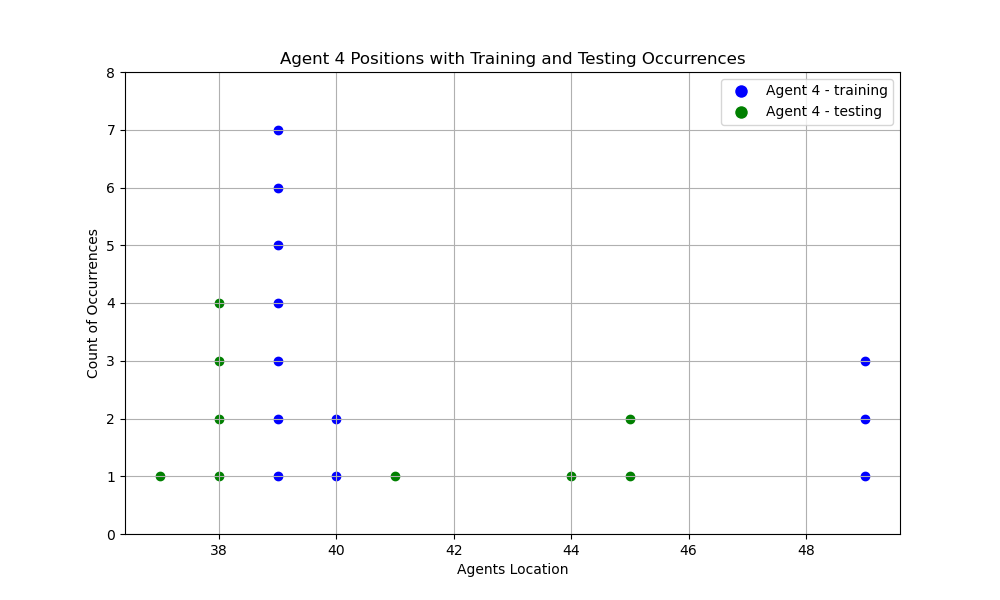 Agent 4 Positions with Training and Testing Occurrences
Agent 4 - training
Agent 4 - testing
Count of Occurrences
8
7
6
5
4
3
2
1
0
38 40 42 44 46 48
Agents Location